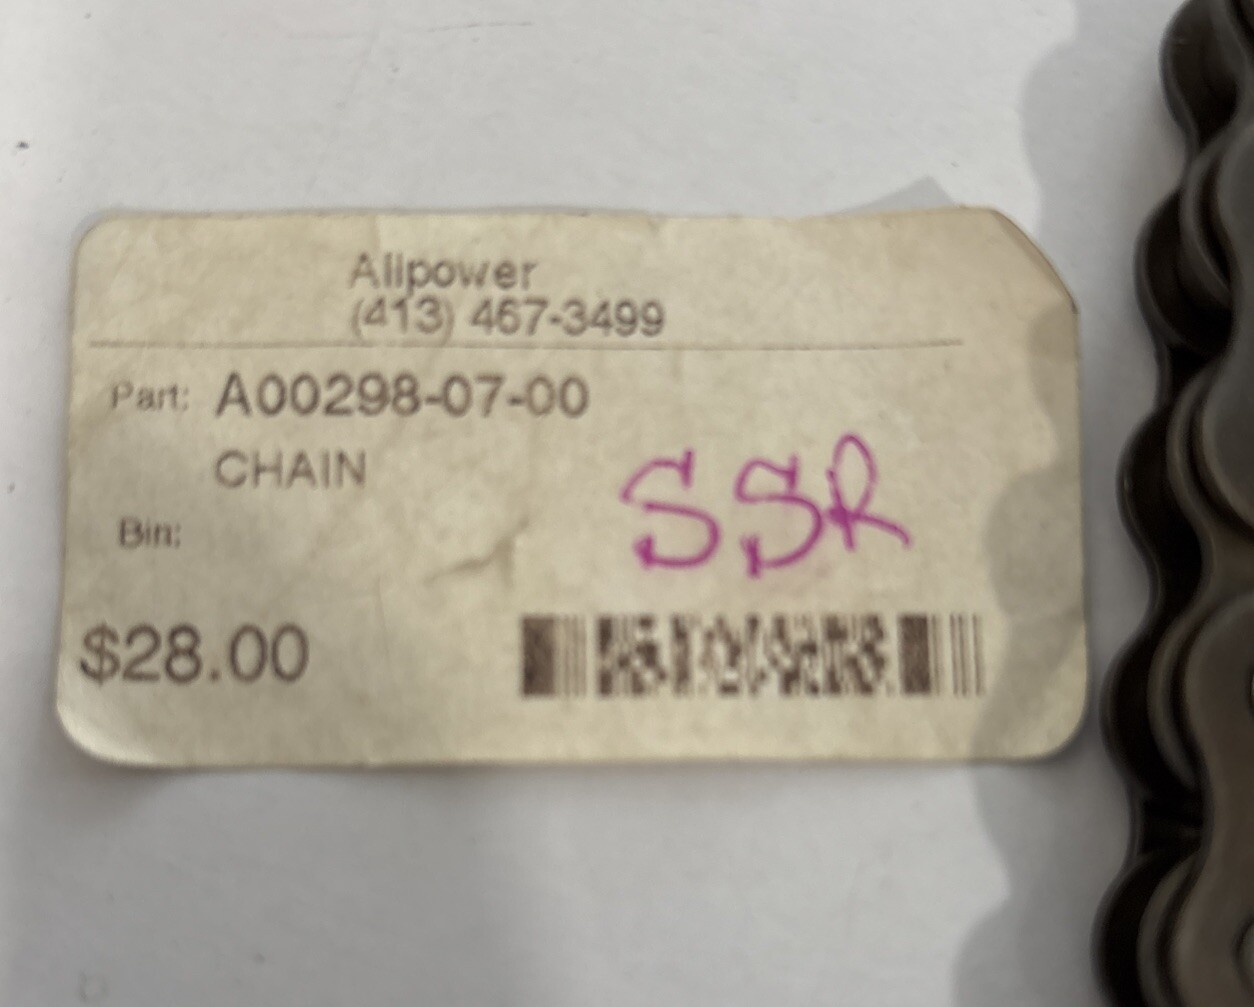 Allpower
(413) 467-3499
Part: A00298-07-00
CHAIN
SSR
Bin:
$28.00